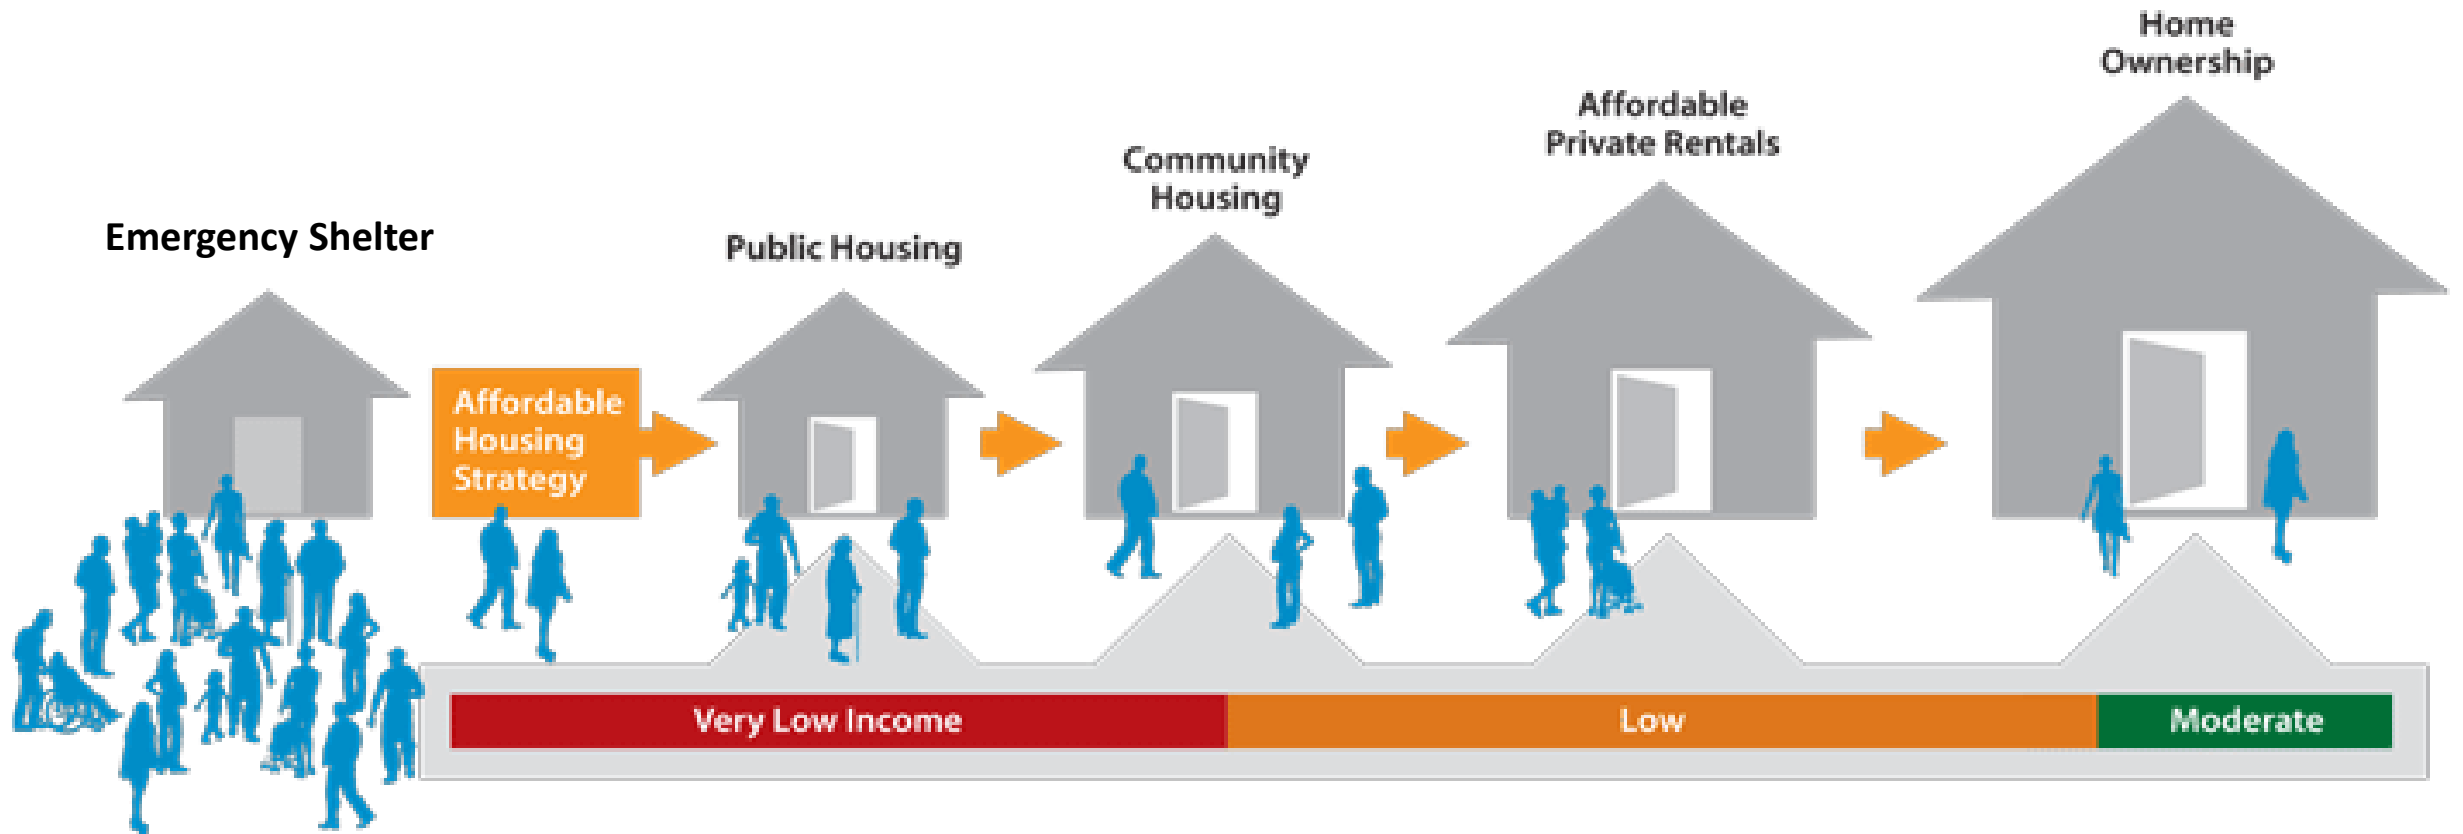 Emergency Shelter
Affordable
Housing
Strategy
Public Housing
Community
Housing
Affordable
Private Rentals
Home
Ownership
Very Low Income
Low
Moderate